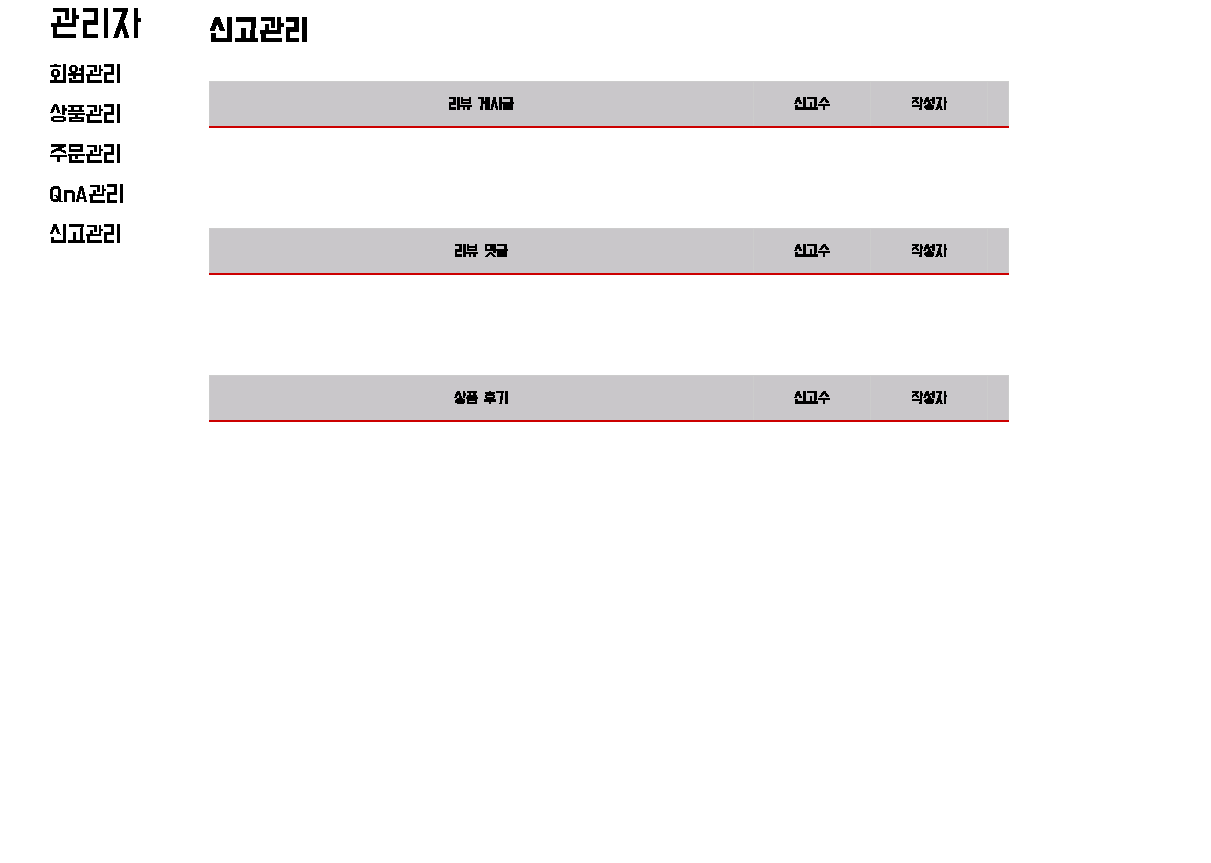 관리자
회원관리
상품관리
주문관리
QnA관리
신고관리
신고관리
리뷰 게시글 신고수 작성자
리뷰 댓글 신고수 작성자
상품 후기 신고수 작성자